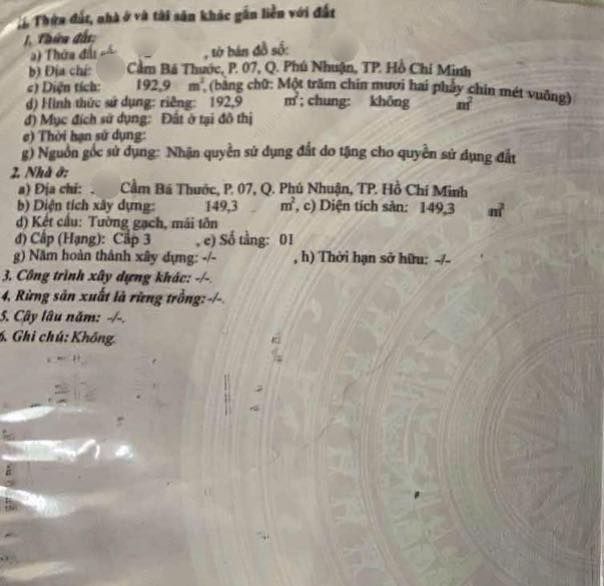 II. Thửa đất, nhà ở và tài sản khác gắn liền với đất
1. Thửa đất:
a) Thửa đất , tờ bản đồ số:
b) Địa chỉ: Cầm Bá Thước, P. 07, Q. Phú Nhuận, TP. Hồ Chí Minh
c) Diện tích: 192,9 m², (bằng chữ: Một trăm chín mươi hai phẩy chín mét vuông)
d) Hình thức sử dụng: riêng: 192,9 m²; chung: không m²
đ) Mục đích sử dụng: Đất ở tại đô thị
e) Thời hạn sử dụng:
g) Nguồn gốc sử dụng: Nhận quyền sử dụng đất do tặng cho quyền sử dụng đất
2. Nhà ở:
a) Địa chỉ: Cầm Bá Thước, P. 07, Q. Phú Nhuận, TP. Hồ Chí Minh
b) Diện tích xây dựng: 149,3 m², c) Diện tích sàn: 149,3 m²
d) Kết cấu: Tường gạch, mái tôn
đ) Cấp (Hạng): Cấp 3 , e) Số tầng: 01
g) Năm hoàn thành xây dựng: -/- , h) Thời hạn sở hữu: -/-
3. Công trình xây dựng khác: -/-.
4. Rừng sản xuất là rừng trồng: -/-.
5. Cây lâu năm: -/-.
6. Ghi chú: Không.